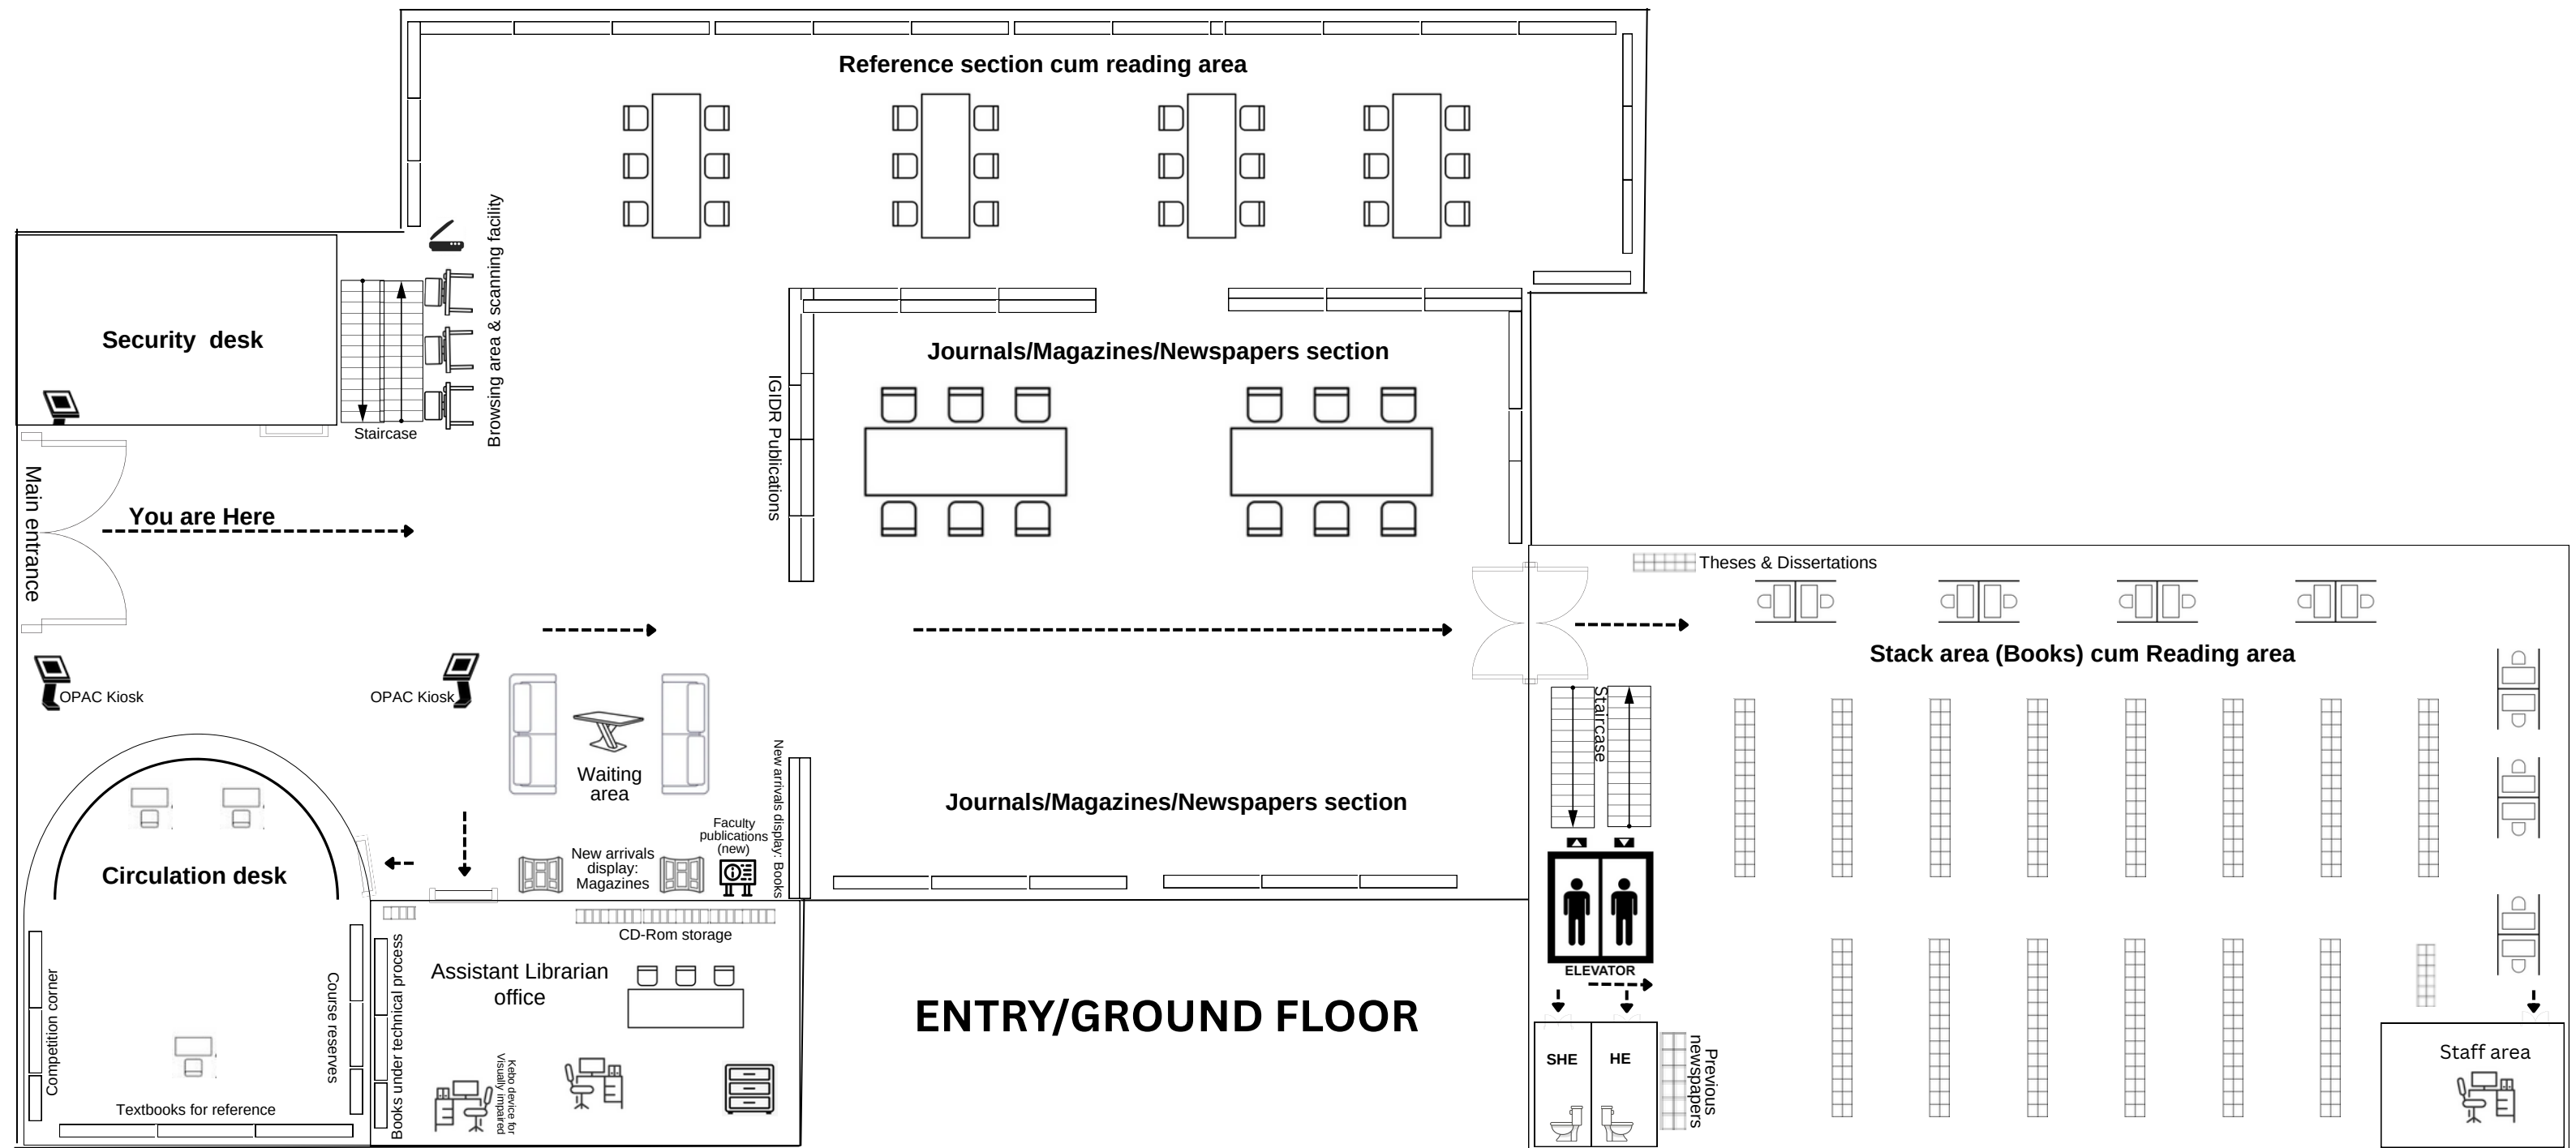 Reference section cum reading area
Browsing area & scanning facility
Security  desk
Staircase
Journals/Magazines/Newspapers section
IGIDR Publications
Main entrance
You are Here
Theses & Dissertations
Stack area (Books) cum Reading area
OPAC Kiosk
OPAC Kiosk
Staircase
Waiting
area
New arrivals display: Books
Journals/Magazines/Newspapers section
Faculty
publications
(new)
New arrivals
display:
Magazines
Circulation desk
CD-Rom storage
Books under technical process
Assistant Librarian
office
Competition corner
Course reserves
Textbooks for reference
Kebo device for
Visually impaired
ENTRY/GROUND FLOOR
ELEVATOR
SHE
HE
Previous
newspapers
Staff area